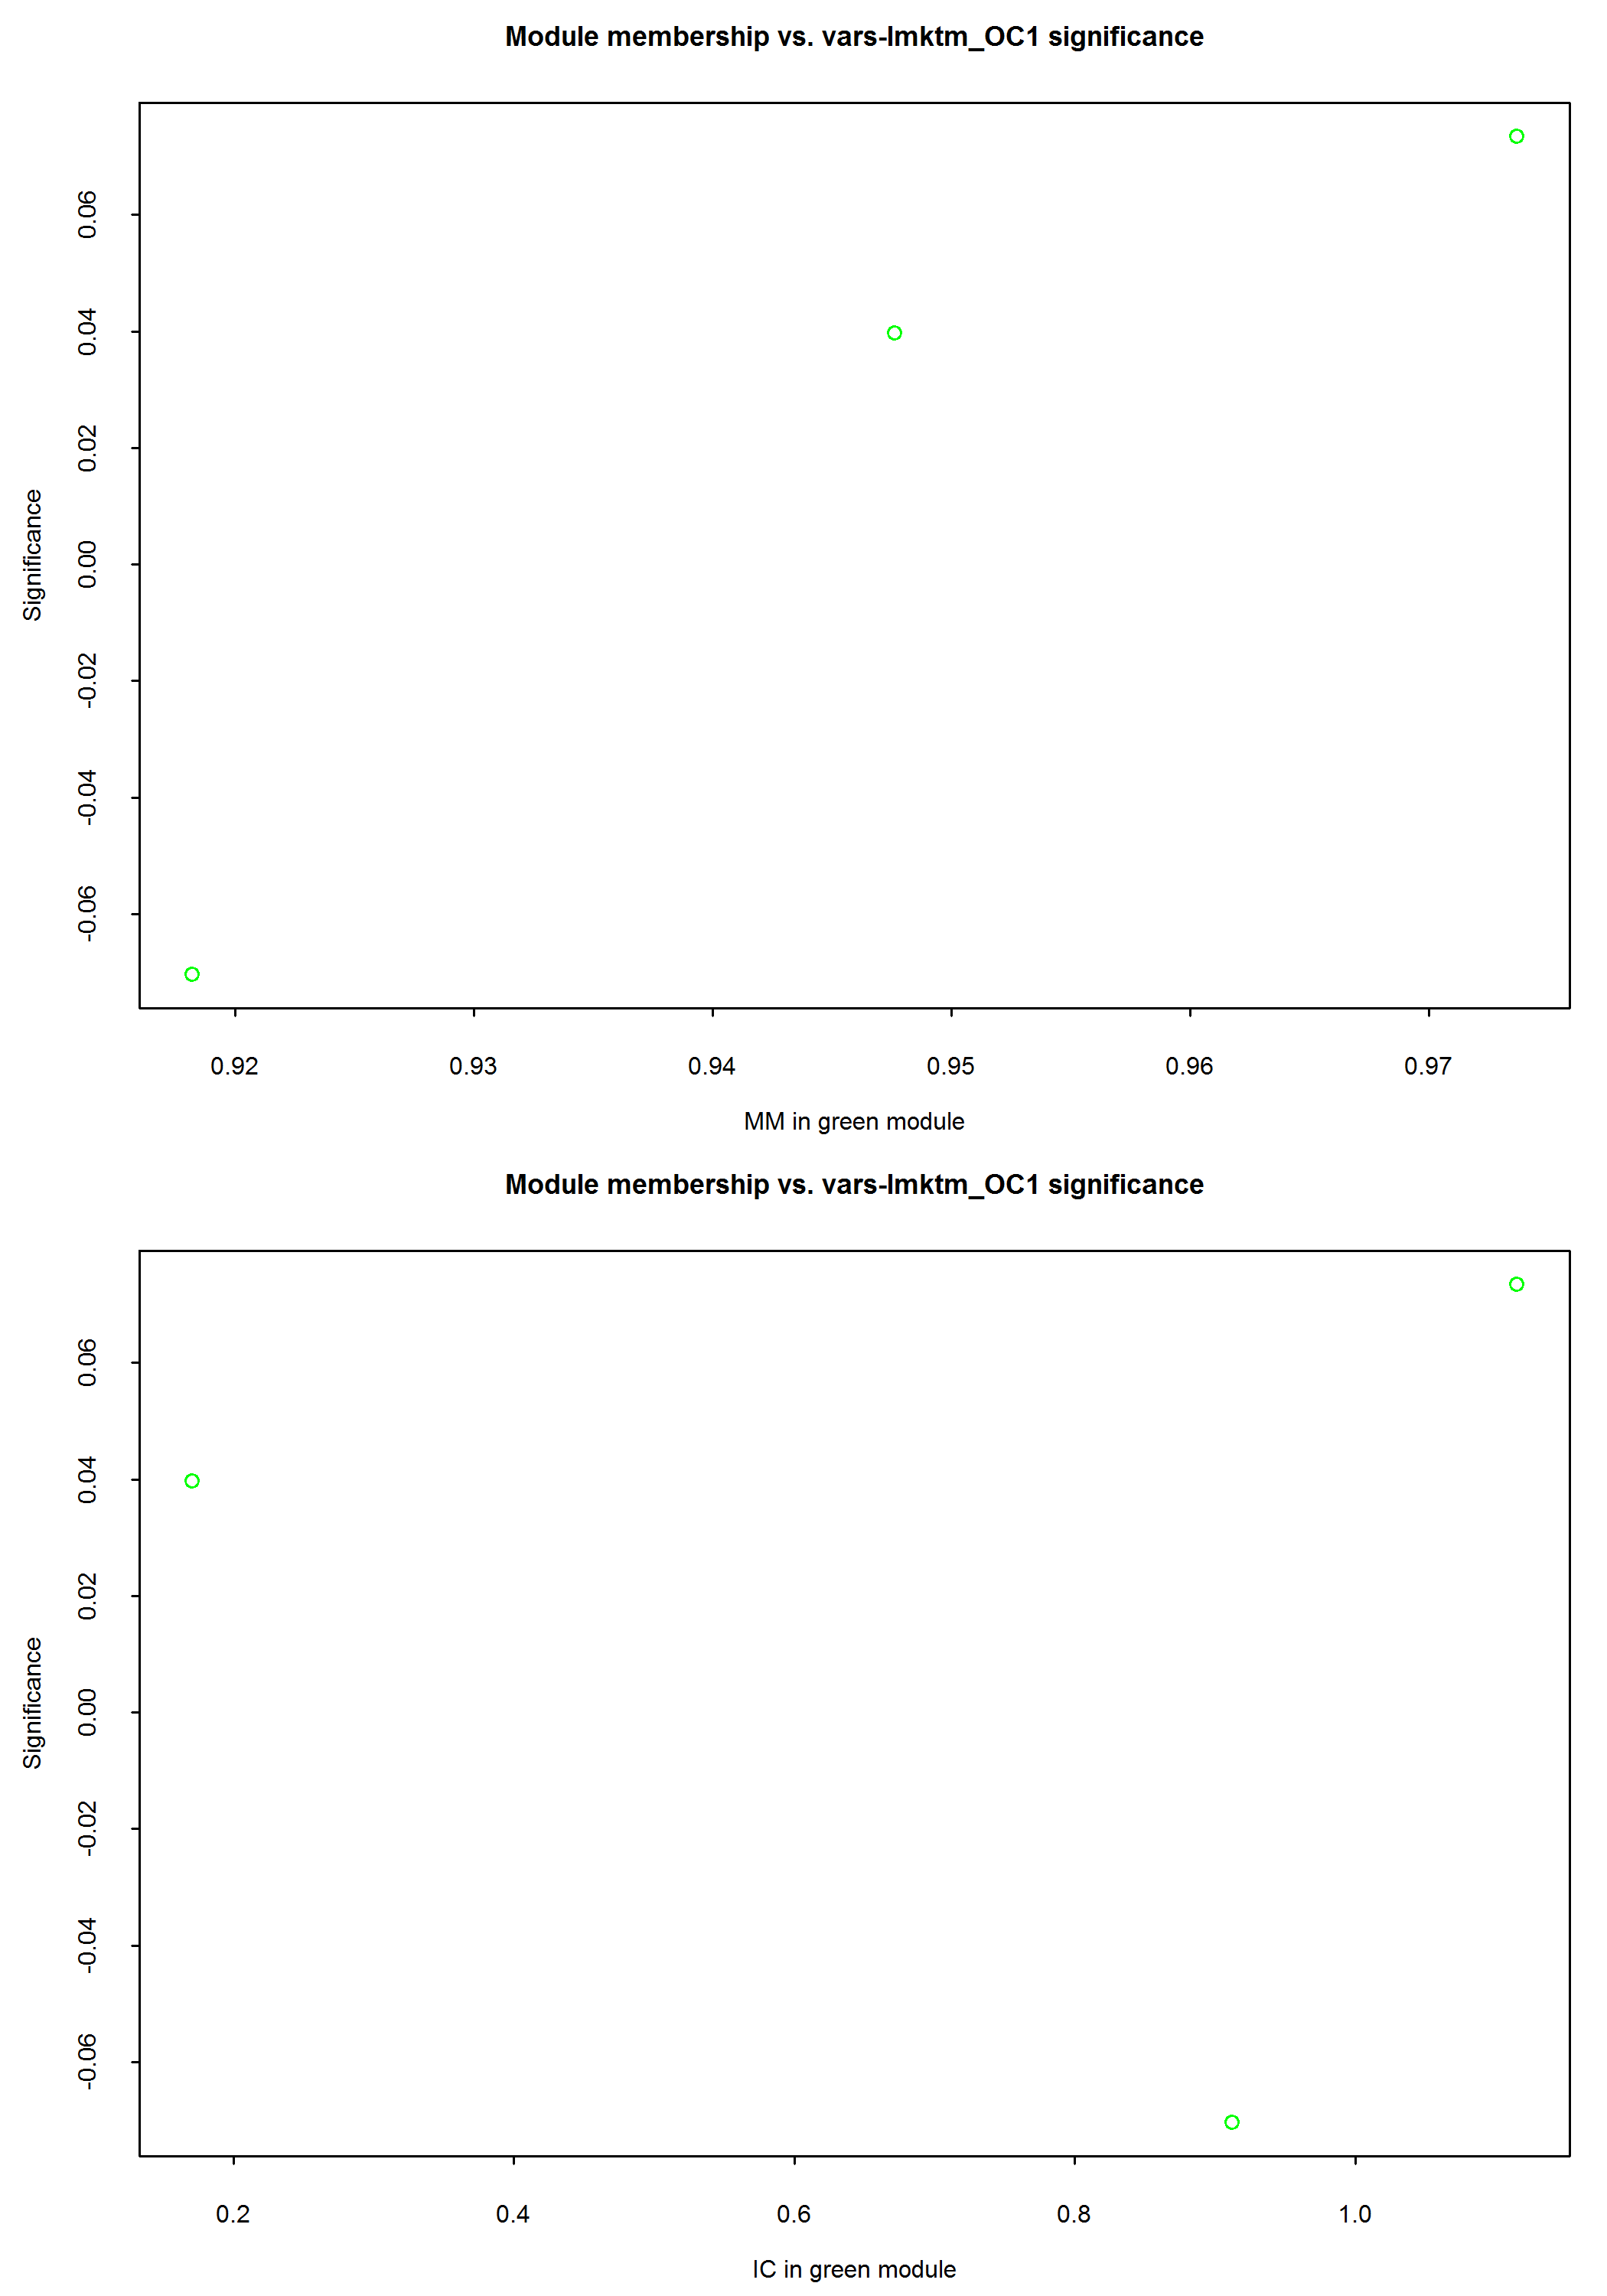 Module membership vs. vars-lmktm_OC1 significance
0.06
0.04
0.02
0.00
-0.02
-0.04
-0.06
Significance
0.92 0.93 0.94 0.95 0.96 0.97
MM in green module
Module membership vs. vars-lmktm_OC1 significance
0.06
0.04
0.02
0.00
-0.02
-0.04
-0.06
Significance
0.2 0.4 0.6 0.8 1.0
IC in green module